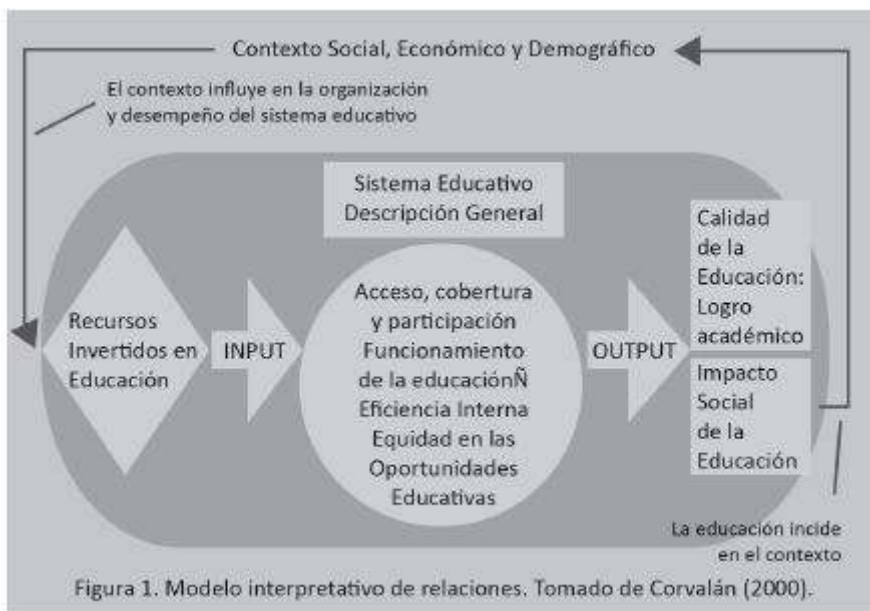 Contexto Social, Económico y Demográfico
El contexto influye en la organización
y desempeño del sistema educativo
Sistema Educativo
Descripción General
Recursos
Invertidos en
Educación
INPUT
Acceso, cobertura
y participación
Funcionamiento
de la educaciónÑ
Eficiencia Interna
Equidad en las
Oportunidades
Educativas
OUTPUT
Calidad
de la
Educación:
Logro
académico
Impacto
Social
de la
Educación
La educación incide
en el contexto
Figura 1. Modelo interpretativo de relaciones. Tomado de Corvalán (2000).